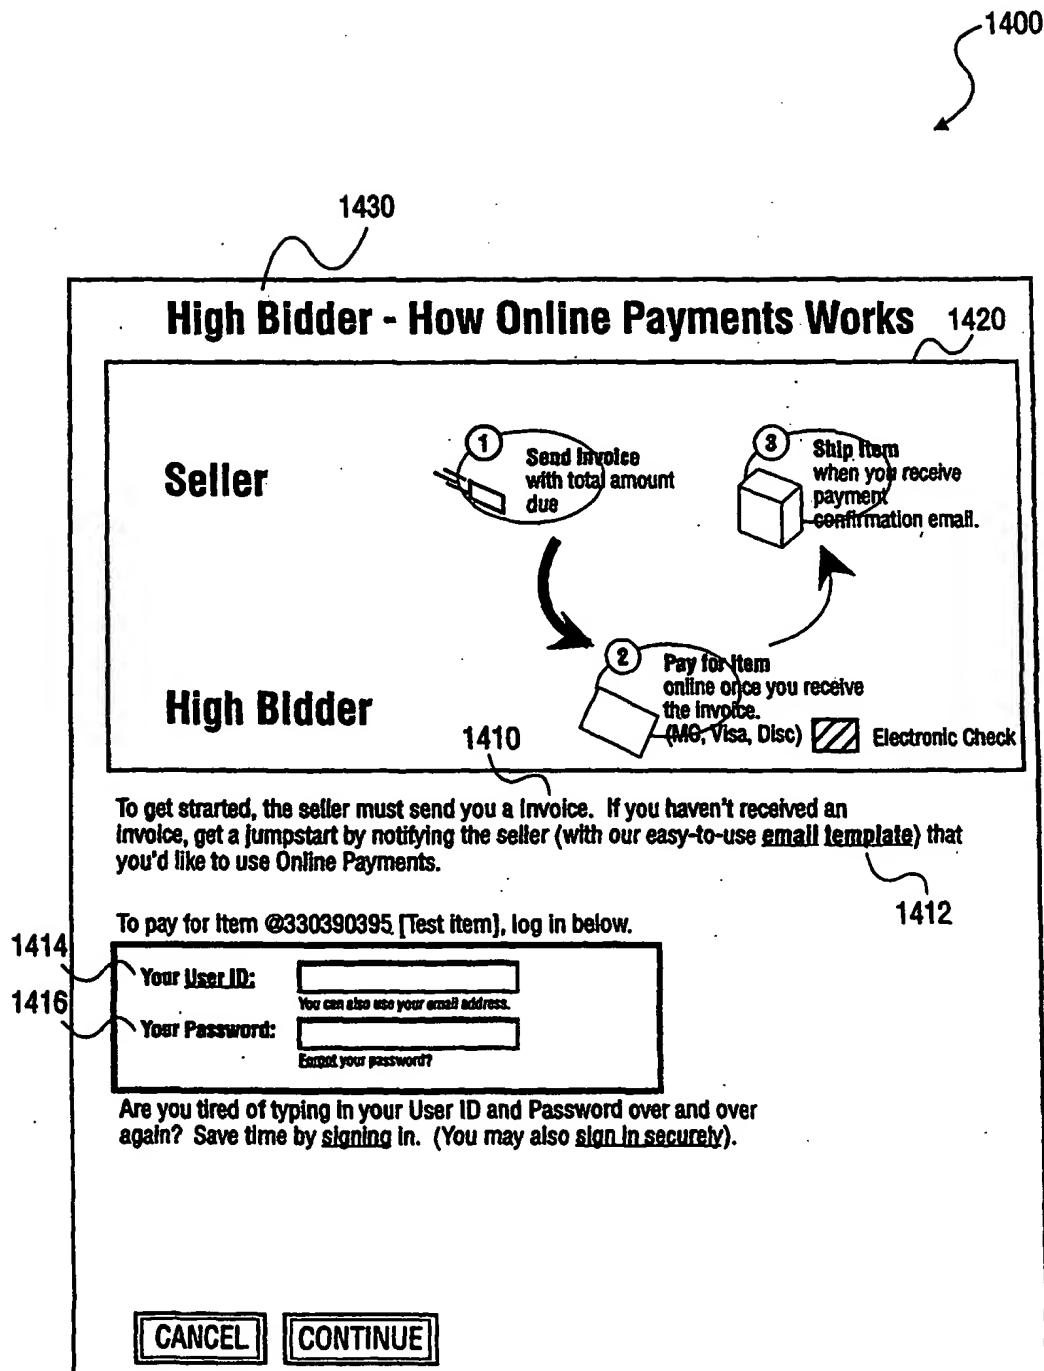 1400
1430
High Bidder - How Online Payments Works
1420
Seller
1
Send Invoice
with total amount
due
3
Ship Item
when you receive
payment
confirmation email.
High Bidder
2
Pay for Item
online once you receive
the invoice.
(MC, Visa, Disc)
Electronic Check
1410
To get strarted, the seller must send you a Invoice. If you haven't received an
invoice, get a jumpstart by notifying the seller (with our easy-to-use email template) that
you'd like to use Online Payments.
1412
To pay for item @330390395 [Test item], log in below.
1414
Your User ID:
You can also use your email address.
1416
Your Password:
Forgot your password?
Are you tired of typing in your User ID and Password over and over
again? Save time by signing in. (You may also sign in securely).
CANCEL
CONTINUE